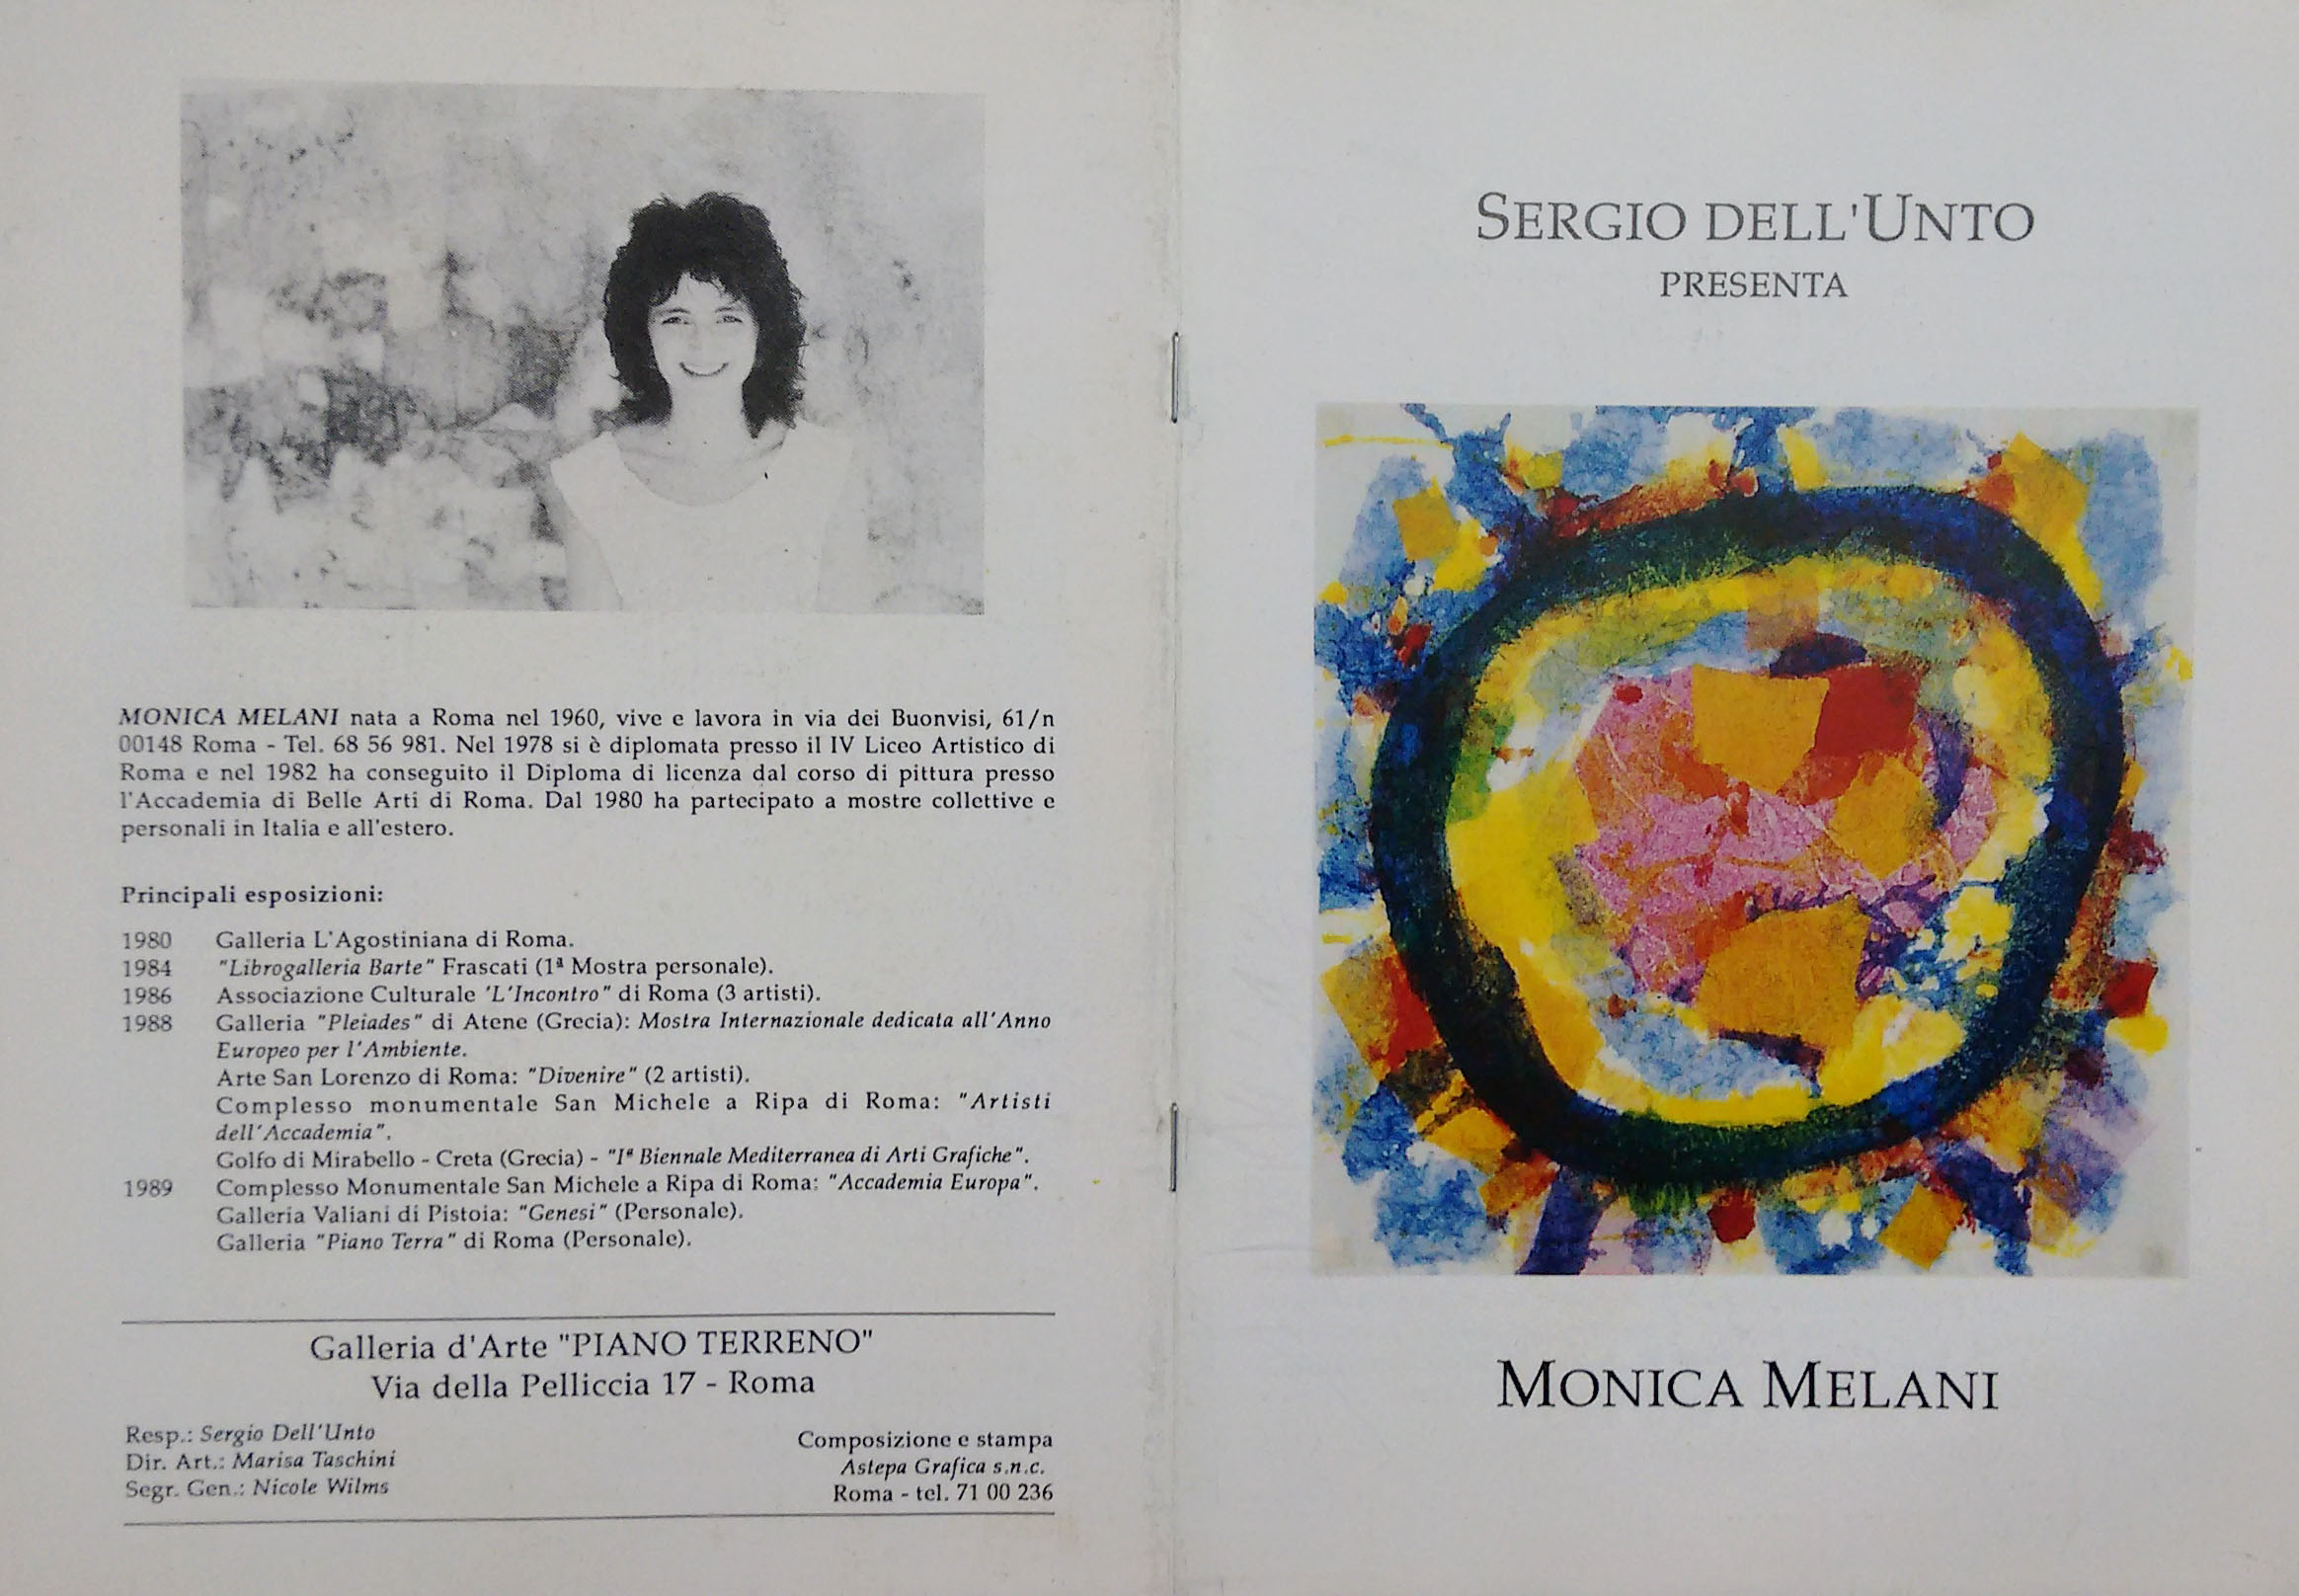 MONICA MELANI nata a Roma nel 1960, vive e lavora in via dei Buonvisi, 61/n
00148 Roma - Tel. 68 56 981. Nel 1978 si è diplomata presso il IV Liceo Artistico di
Roma e nel 1982 ha conseguito il Diploma di licenza dal corso di pittura presso
l'Accademia di Belle Arti di Roma. Dal 1980 ha partecipato a mostre collettive e
personali in Italia e all'estero.
Principali esposizioni:
1980 Galleria L'Agostiniana di Roma.
1984 "Librogalleria Barte" Frascati (1ª Mostra personale).
1986 Associazione Culturale 'L'Incontro" di Roma (3 artisti).
1988 Galleria "Pleiades" di Atene (Grecia): Mostra Internazionale dedicata all'Anno
Europeo per l'Ambiente.
Arte San Lorenzo di Roma: "Divenire" (2 artisti).
Complesso monumentale San Michele a Ripa di Roma: "Artisti
dell'Accademia".
Golfo di Mirabello - Creta (Grecia) - "Iª Biennale Mediterranea di Arti Grafiche".
1989 Complesso Monumentale San Michele a Ripa di Roma: "Accademia Europa".
Galleria Valiani di Pistoia: "Genesi" (Personale).
Galleria "Piano Terra" di Roma (Personale).
Galleria d'Arte "PIANO TERRENO"
Via della Pelliccia 17 - Roma
Resp.: Sergio Dell'Unto
Dir. Art.: Marisa Taschini
Segr. Gen.: Nicole Wilms
Composizione e stampa
Astepa Grafica s.n.c.
Roma - tel. 71 00 236
SERGIO DELL'UNTO
PRESENTA
MONICA MELANI